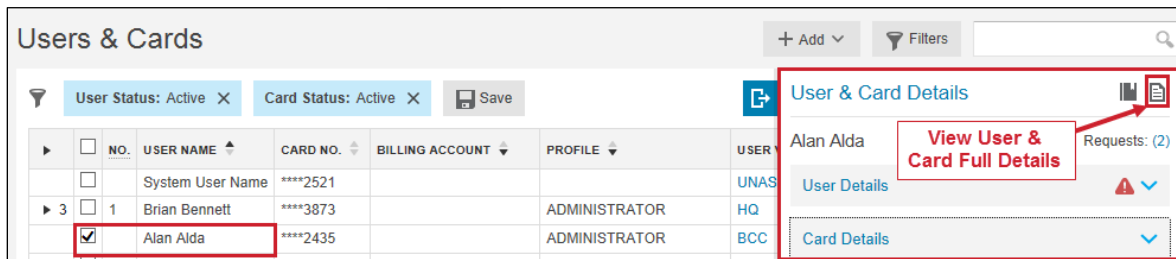 Users & Cards
+ Add
Filters
User Status: Active X
Card Status: Active X
Save
User & Card Details
NO. USER NAME CARD NO. BILLING ACCOUNT PROFILE USER
Alan Alda
View User &
Card Full Details
Requests: (2)
System User Name ****2521 UNAS
3 1 Brian Bennett ****3873 ADMINISTRATOR HQ
Alan Alda ****2435 ADMINISTRATOR BCC
User Details
Card Details